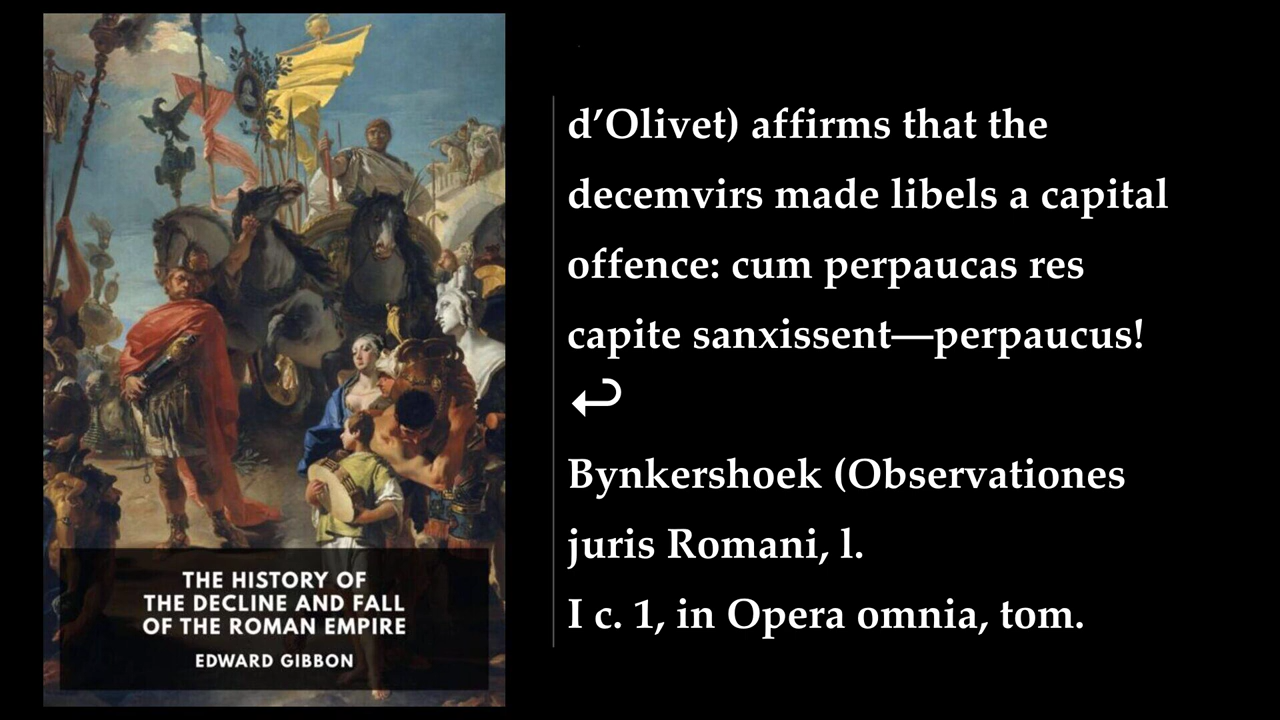 THE HISTORY OF
THE DECLINE AND FALL
OF THE ROMAN EMPIRE
EDWARD GIBBON
d’Olivet) affirms that the
decemvirs made libels a capital
offence: cum perpaucas res
capite sanxissent—perpaucus!
↩
Bynkershoek (Observationes
juris Romani, l.
I c. 1, in Opera omnia, tom.